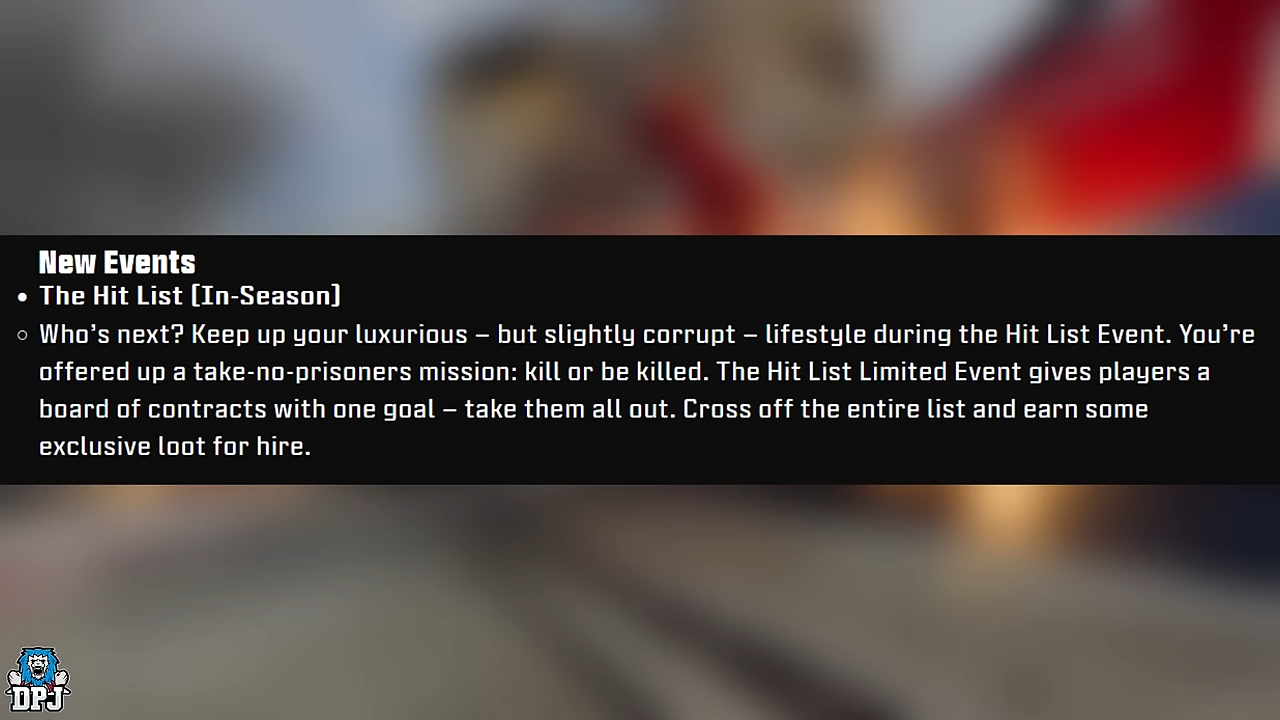 New Events
• The Hit List [In-Season]
○ Who's next? Keep up your luxurious – but slightly corrupt – lifestyle during the Hit List Event. You're
offered up a take-no-prisoners mission: kill or be killed. The Hit List Limited Event gives players a
board of contracts with one goal – take them all out. Cross off the entire list and earn some
exclusive loot for hire.
DPJ